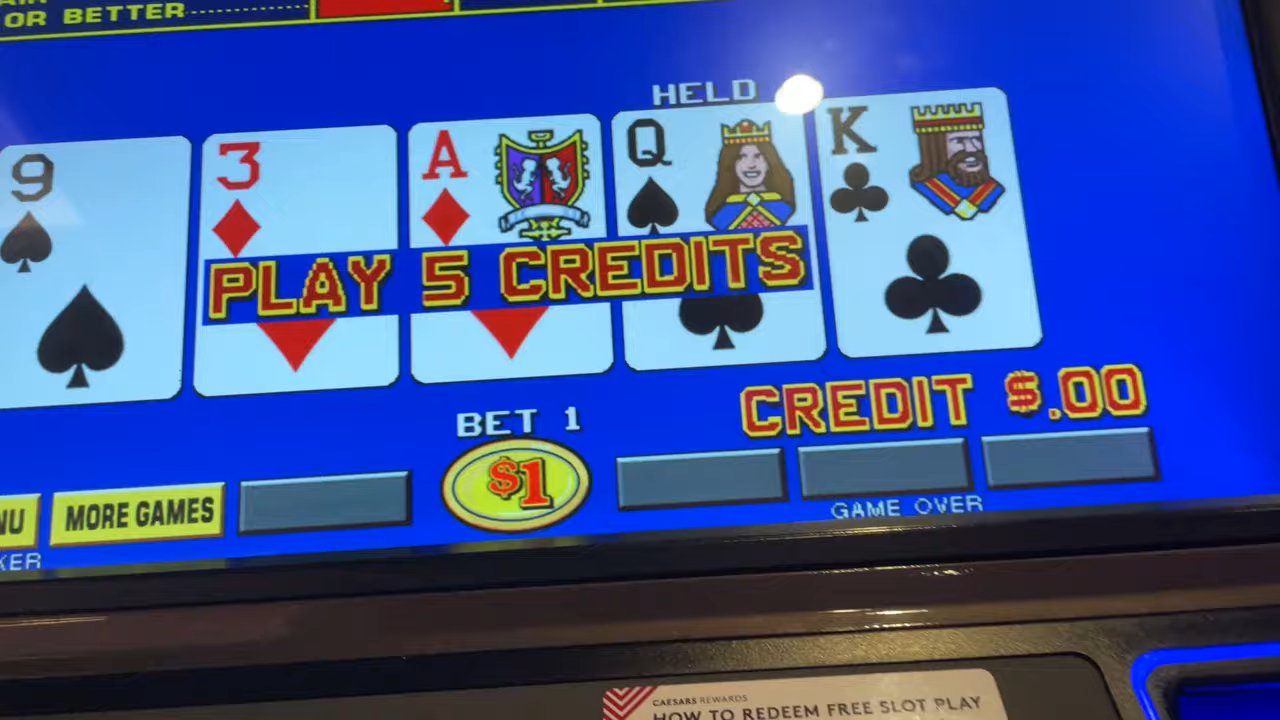 OR BETTER
HELD
9
3
A
Q
K
PLAY 5 CREDITS
CREDIT $.00
BET 1
$1
MORE GAMES
GAME OVER
CAESARS REWARDS
HOW TO REDEEM FREE SLOT PLAY